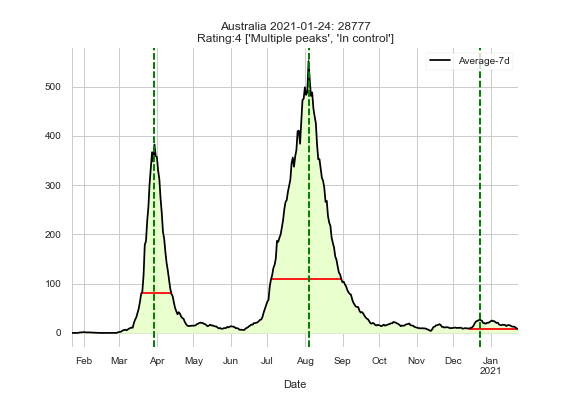 Australia 2021-01-24: 28777
Rating:4 ['Multiple peaks', 'In control']
Average-7d
500
400
300
200
100
0
Feb Mar Apr May Jun Jul Aug Sep Oct Nov Dec Jan
2021
Date